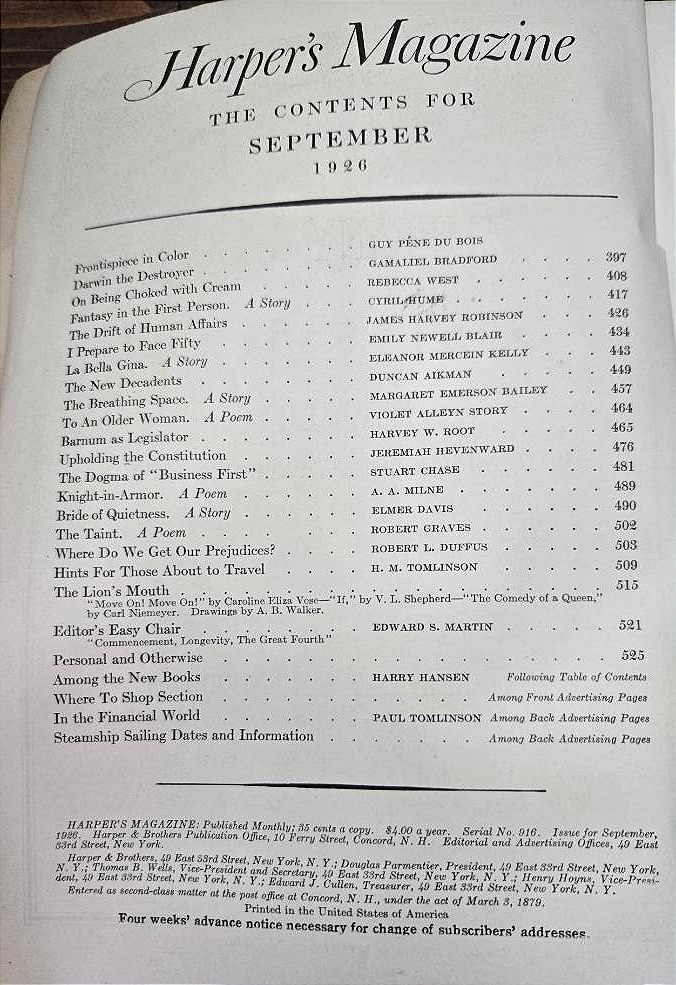 Harper's Magazine
THE CONTENTS FOR
SEPTEMBER
1926
Frontispiece in Color . . . . . . . . GUY PÉNE DU BOIS
Darwin the Destroyer . . . . . . . . GAMALIEL BRADFORD . . . . 397
On Being Choked with Cream . . . . . . REBECCA WEST . . . . . . 408
Fantasy in the First Person. A Story . . . CYRIL HUME . . . . . . . 417
The Drift of Human Affairs . . . . . . JAMES HARVEY ROBINSON . . . . 426
I Prepare to Face Fifty . . . . . . . EMILY NEWELL BLAIR . . . . 434
La Bella Gina. A Story . . . . . . . ELEANOR MERCEIN KELLY . . . 443
The New Decadents . . . . . . . . DUNCAN AIKMAN . . . . . 449
The Breathing Space. A Story . . . . . MARGARET EMERSON BAILEY . . 457
To An Older Woman. A Poem . . . . . VIOLET ALLEYN STORY . . . . 464
Barnum as Legislator . . . . . . . . HARVEY W. ROOT . . . . . 465
Upholding the Constitution . . . . . . JEREMIAH HEVENWARD . . . . 476
The Dogma of "Business First" . . . . . STUART CHASE . . . . . . 481
Knight-in-Armor. A Poem . . . . . . A. A. MILNE . . . . . . . 489
Bride of Quietness. A Story . . . . . . ELMER DAVIS . . . . . . 490
The Taint. A Poem . . . . . . . . ROBERT GRAVES . . . . . . 502
Where Do We Get Our Prejudices? . . . . ROBERT L. DUFFUS . . . . . 503
Hints For Those About to Travel . . . . H. M. TOMLINSON . . . . . 509
The Lion's Mouth . . . . . . . . . . . . . . . . . . 515
"Move On! Move On!" by Caroline Eliza Vose—"If," by V. L. Shepherd—"The Comedy of a Queen,"
by Carl Niemeyer. Drawings by A. B. Walker.
Editor's Easy Chair . . . . . . . . EDWARD S. MARTIN . . . . . 521
"Commencement, Longevity, The Great Fourth"
Personal and Otherwise . . . . . . . . . . . . . . . . . 525
Among the New Books . . . . . . . HARRY HANSEN Following Table of Contents
Where To Shop Section . . . . . . . . . . . Among Front Advertising Pages
In the Financial World . . . . . . . PAUL TOMLINSON Among Back Advertising Pages
Steamship Sailing Dates and Information . . . . . . . Among Back Advertising Pages
HARPER'S MAGAZINE: Published Monthly; 35 cents a copy. $4.00 a year. Serial No. 916. Issue for September,
1926. Harper & Brothers Publication Office, 10 Ferry Street, Concord, N. H. Editorial and Advertising Offices, 49 East
33rd Street, New York.
Harper & Brothers, 49 East 33rd Street, New York, N. Y.; Douglas Parmentier, President, 49 East 33rd Street, New York,
N. Y.; Thomas B. Wells, Vice-President and Secretary, 49 East 33rd Street, New York, N. Y.; Henry Hoyns, Vice-Presi-
dent, 49 East 33rd Street, New York, N. Y.; Edward J. Cullen, Treasurer, 49 East 33rd Street, New York, N. Y.
Entered as second-class matter at the post office at Concord, N. H., under the act of March 3, 1879.
Printed in the United States of America
Four weeks' advance notice necessary for change of subscribers' addresses.